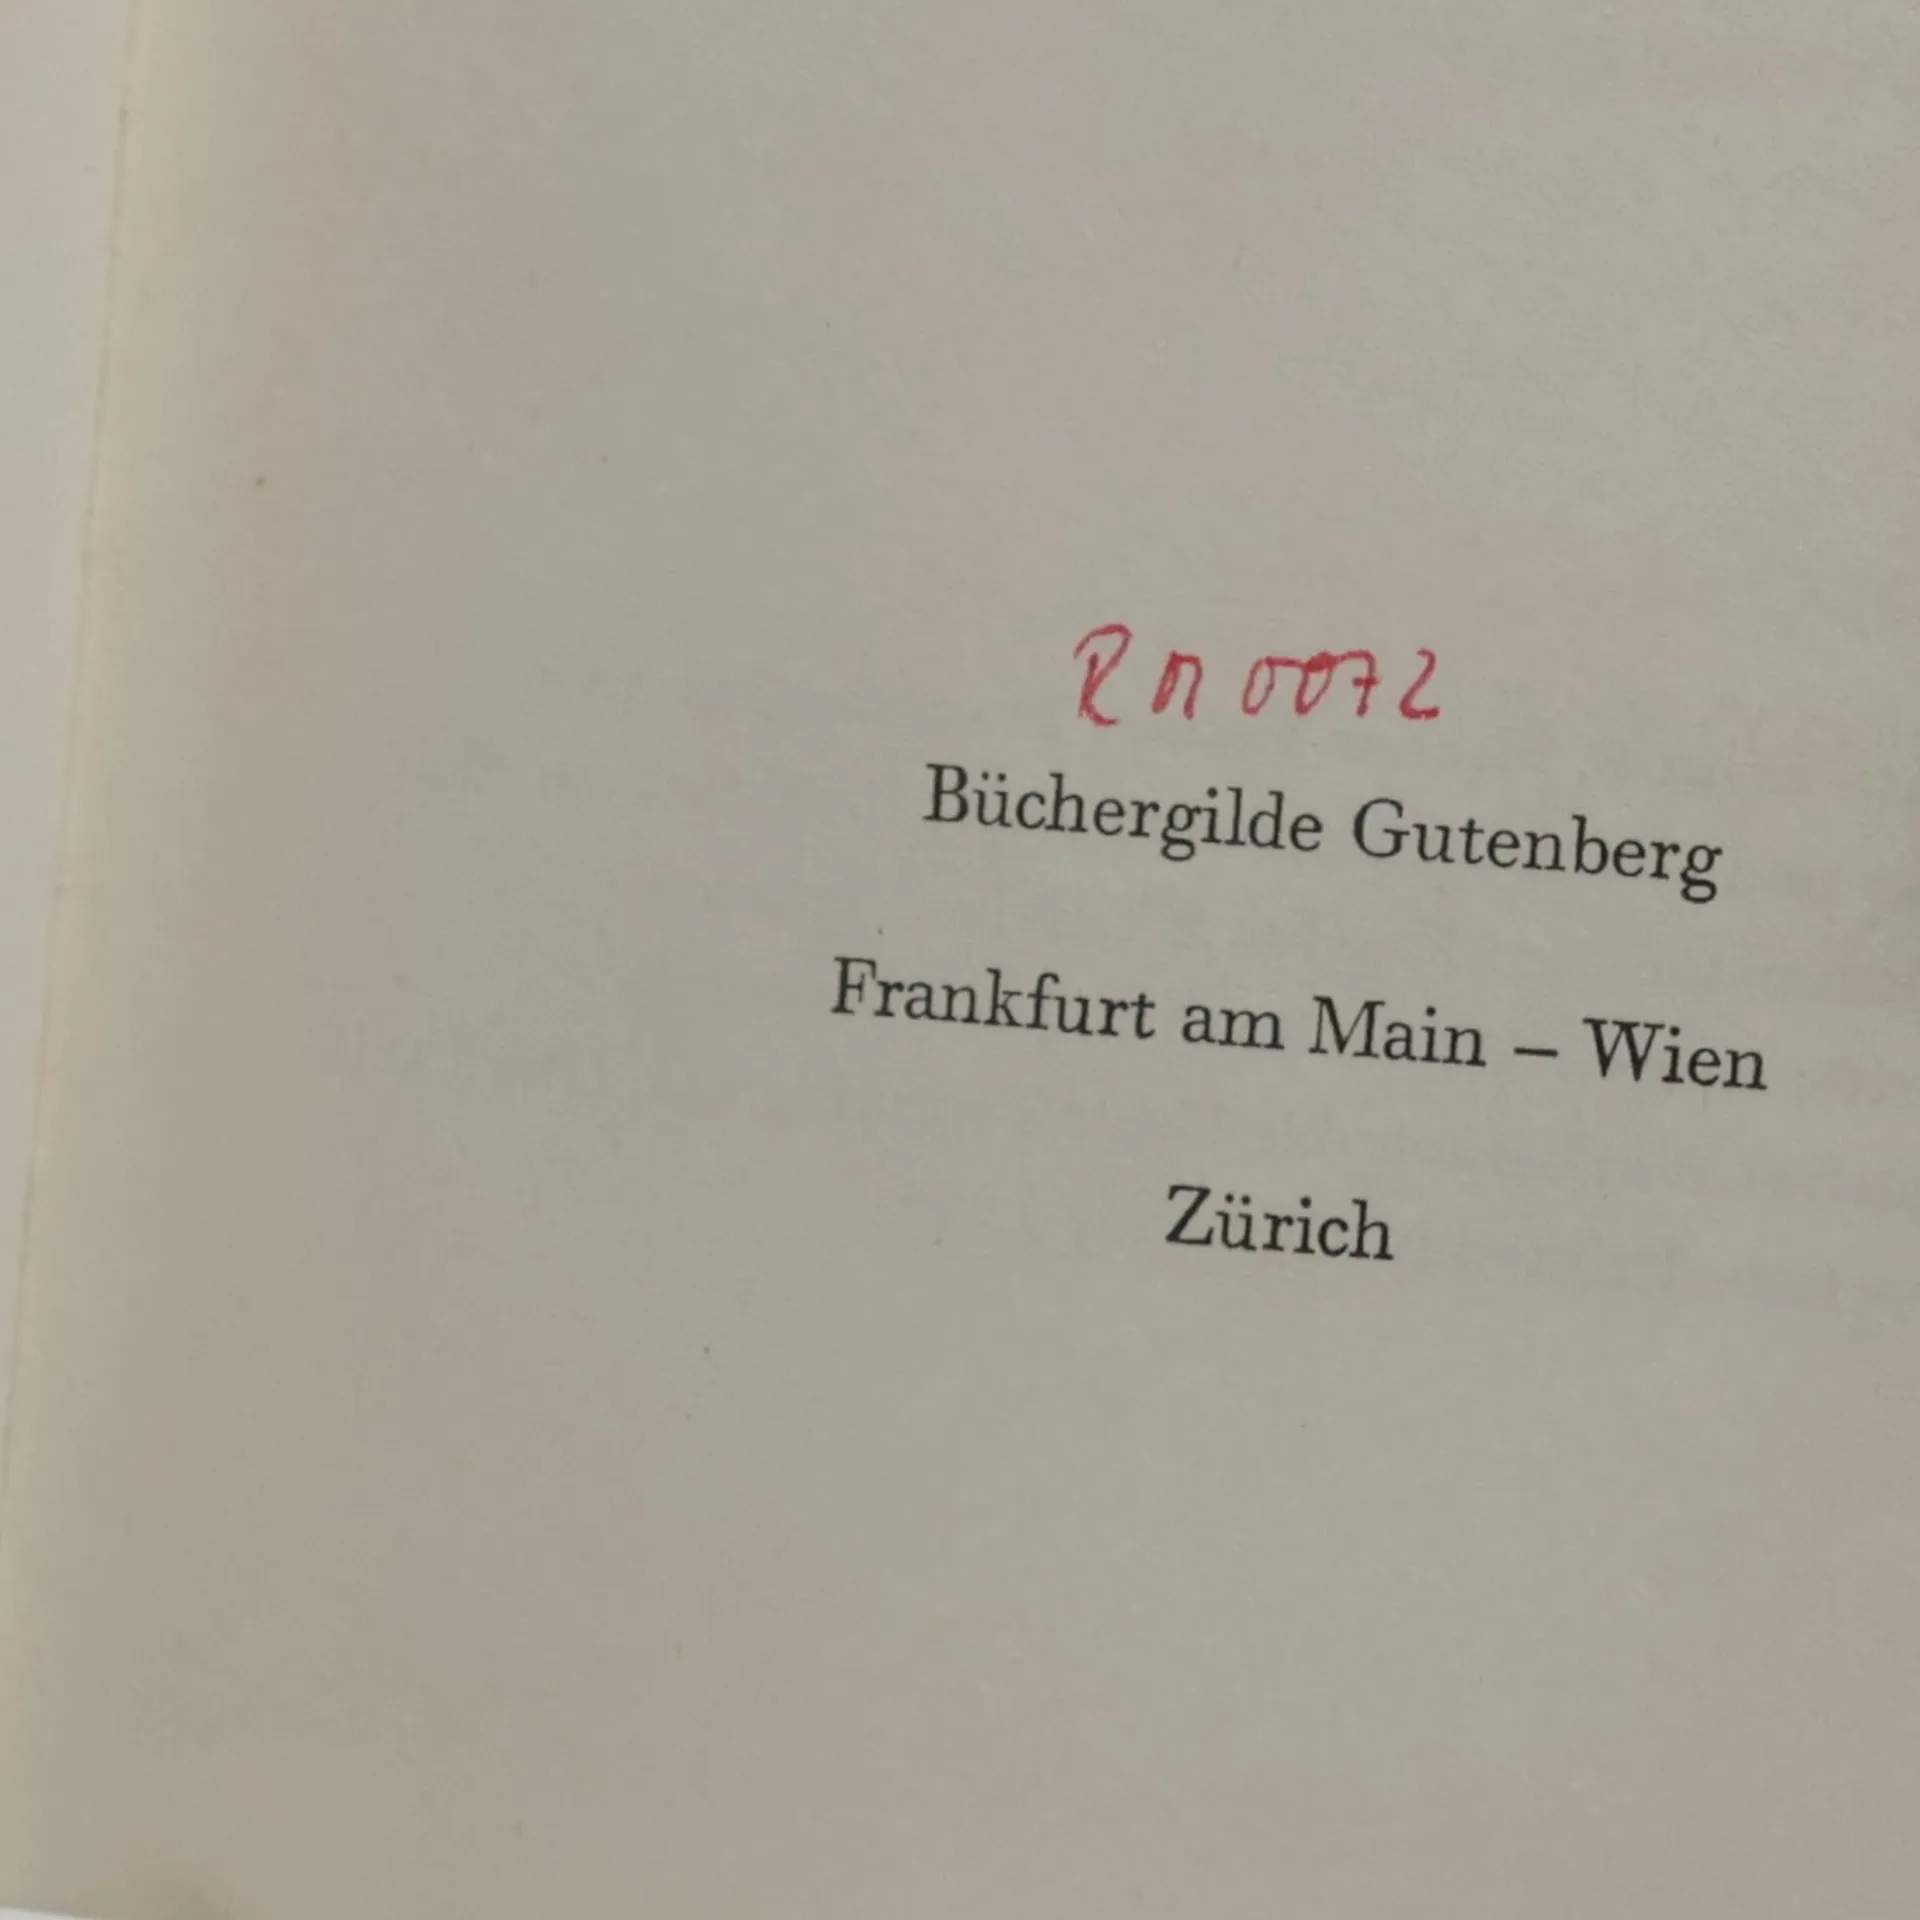 RM 0072
Büchergilde Gutenberg
Frankfurt am Main – Wien
Zürich